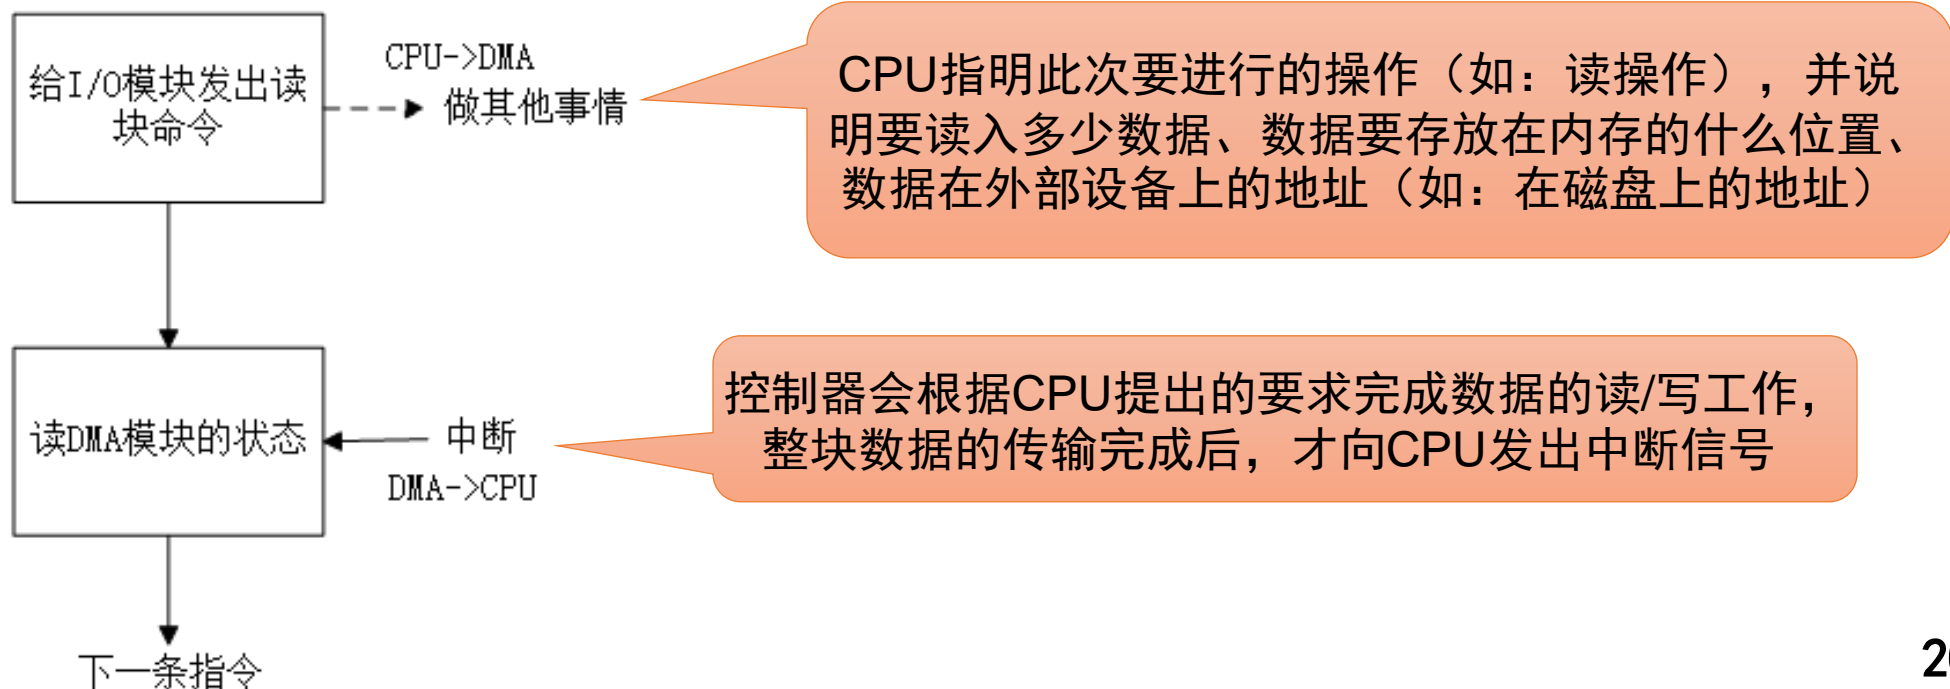 给I/O模块发出读
块命令
CPU->DMA
做其他事情
CPU指明此次要进行的操作（如：读操作），并说
明要读入多少数据、数据要存放在内存的什么位置、
数据在外部设备上的地址（如：在磁盘上的地址）
读DMA模块的状态
中断
DMA->CPU
控制器会根据CPU提出的要求完成数据的读/写工作，
整块数据的传输完成后，才向CPU发出中断信号
下一条指令